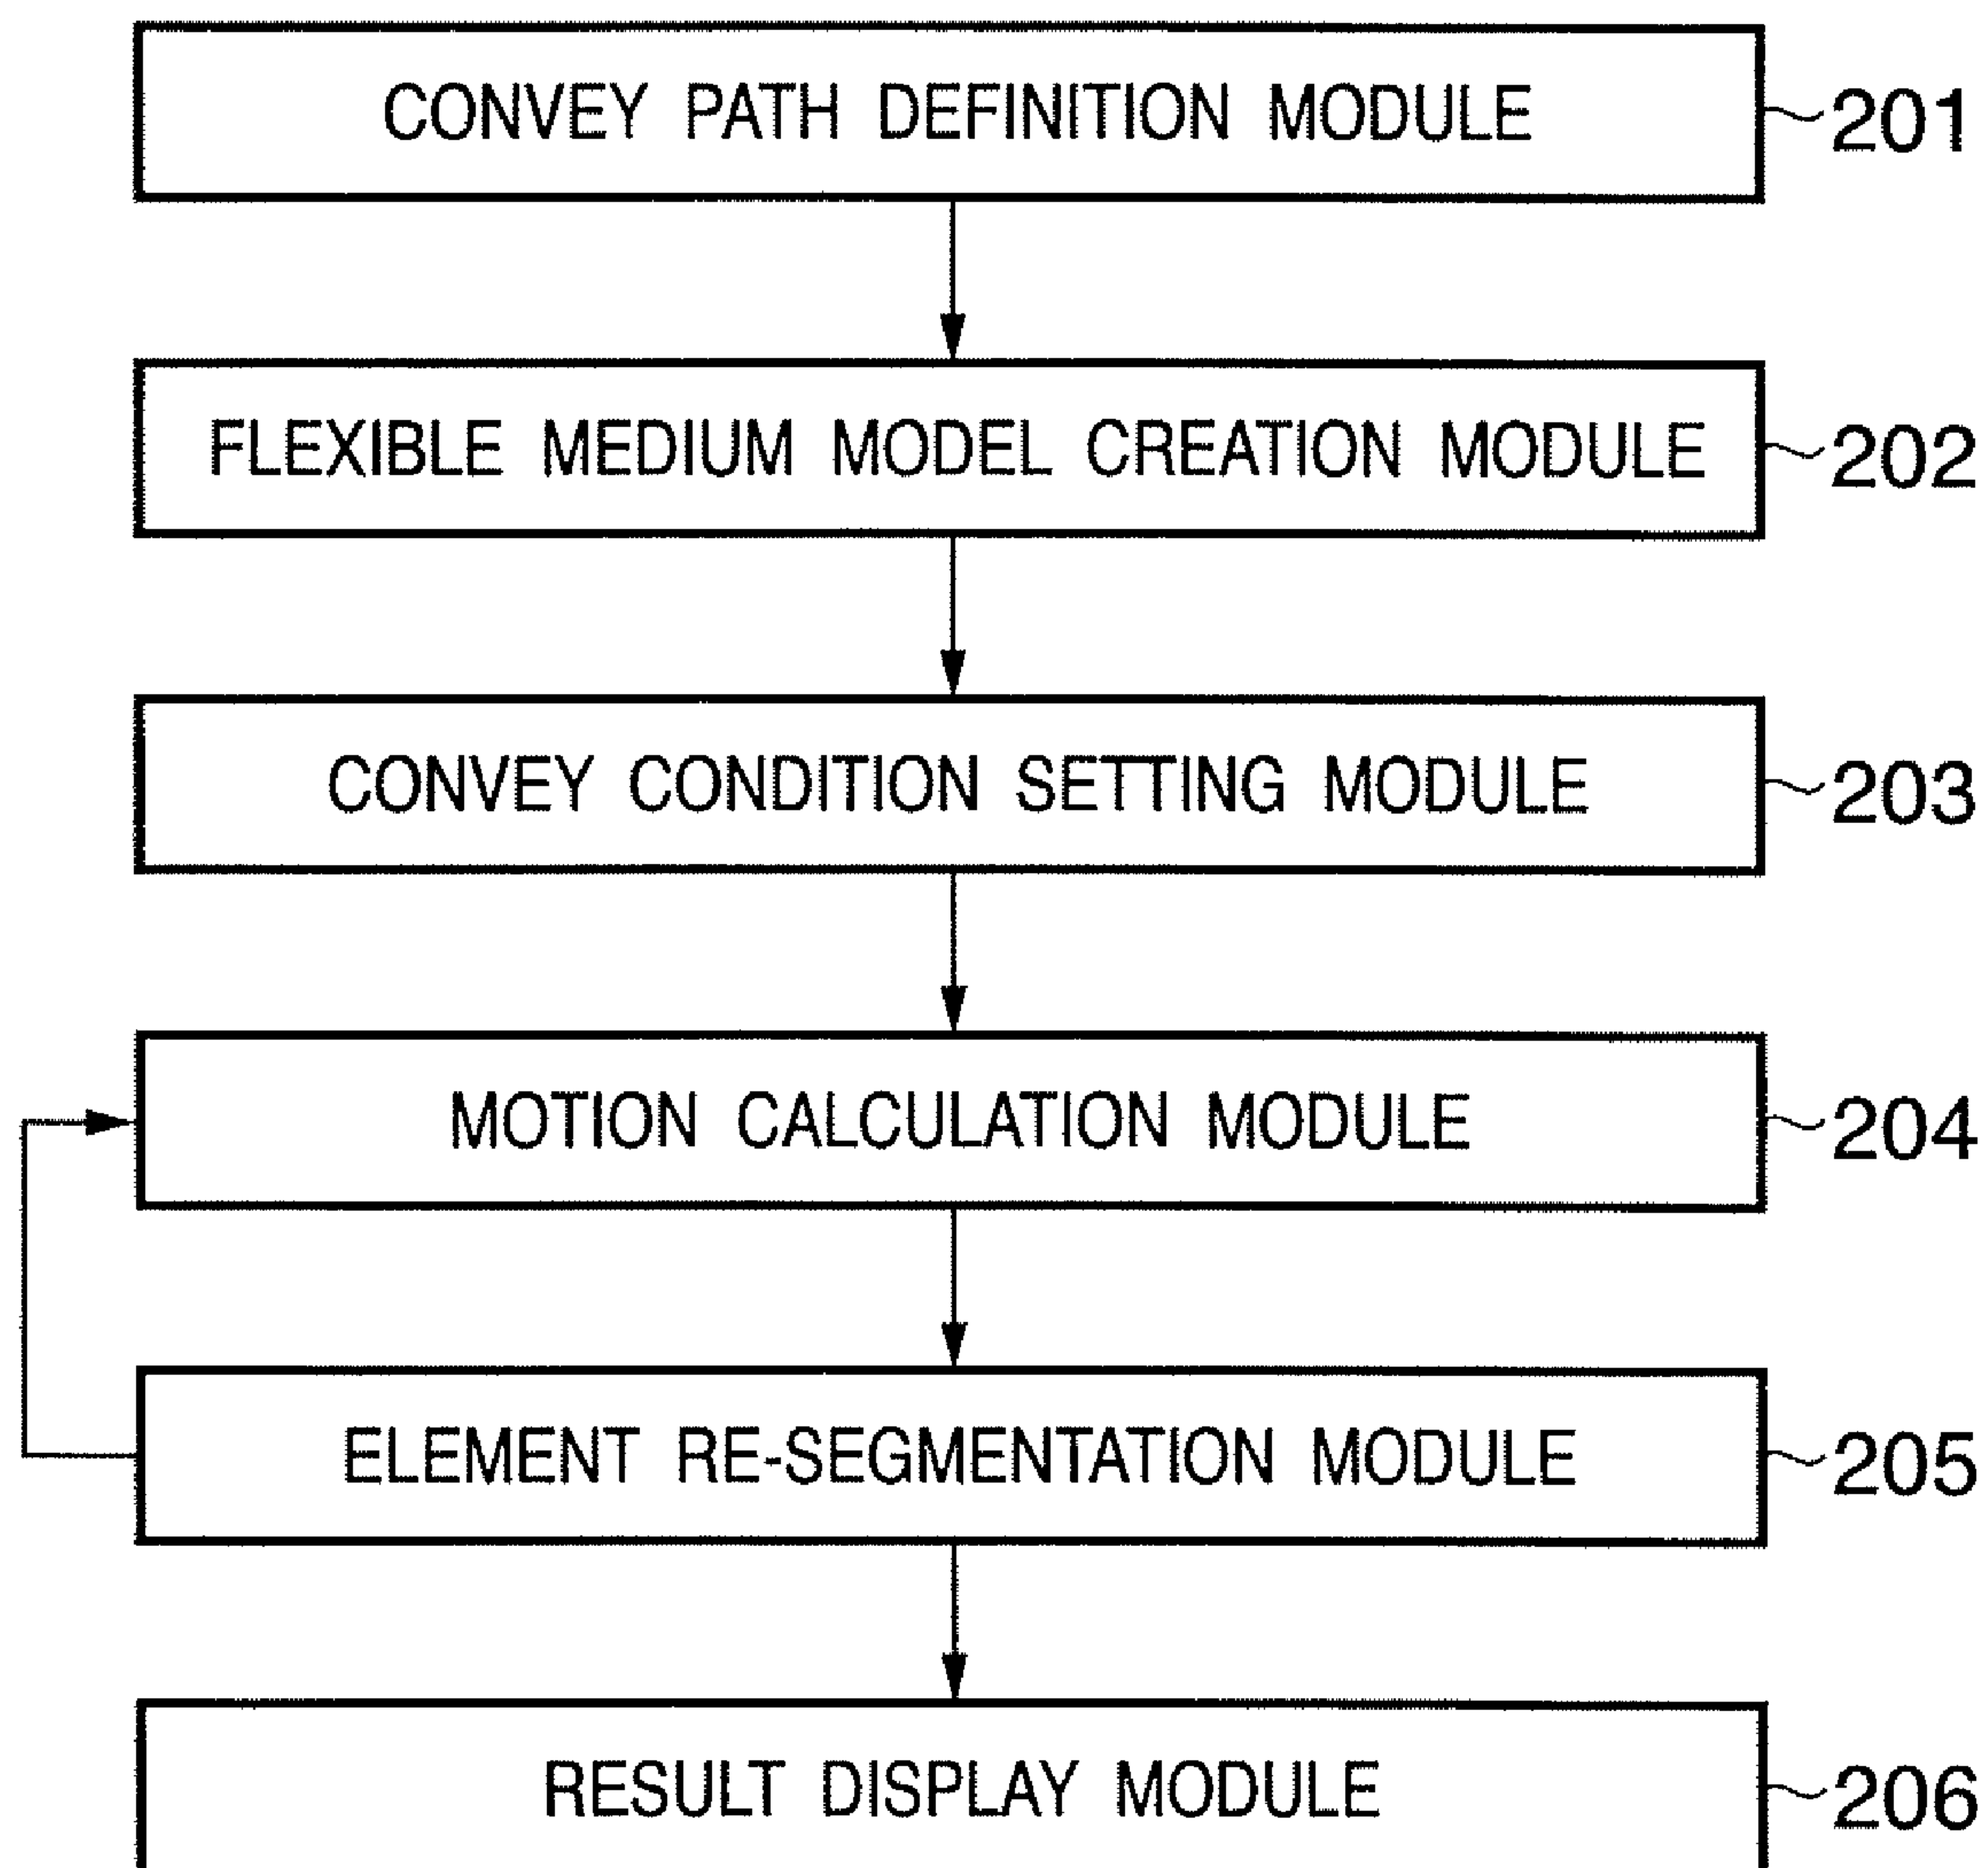 CONVEY PATH DEFINITION MODULE 201
FLEXIBLE MEDIUM MODEL CREATION MODULE 202
CONVEY CONDITION SETTING MODULE 203
MOTION CALCULATION MODULE 204
ELEMENT RE-SEGMENTATION MODULE 205
RESULT DISPLAY MODULE 206